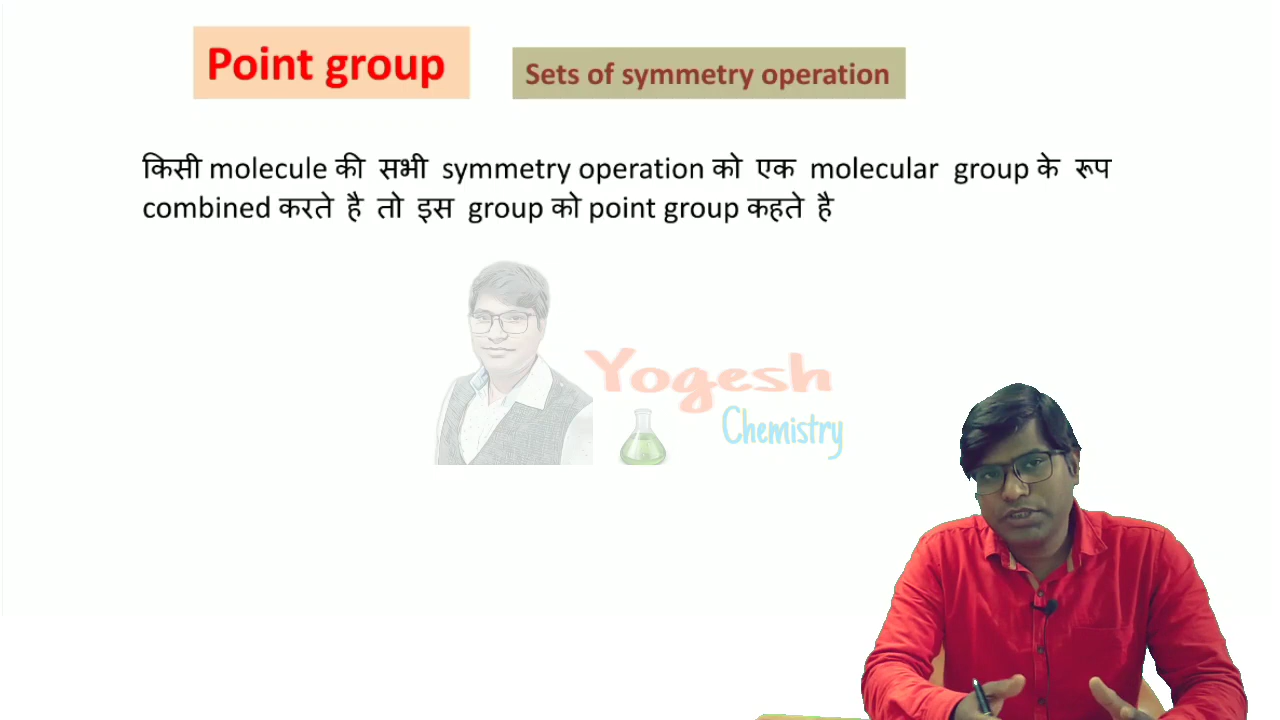 Point group
Sets of symmetry operation
किसी molecule की सभी symmetry operation को एक molecular group के रूप
combined करते है तो इस group को point group कहते है
Yogesh
Chemistry